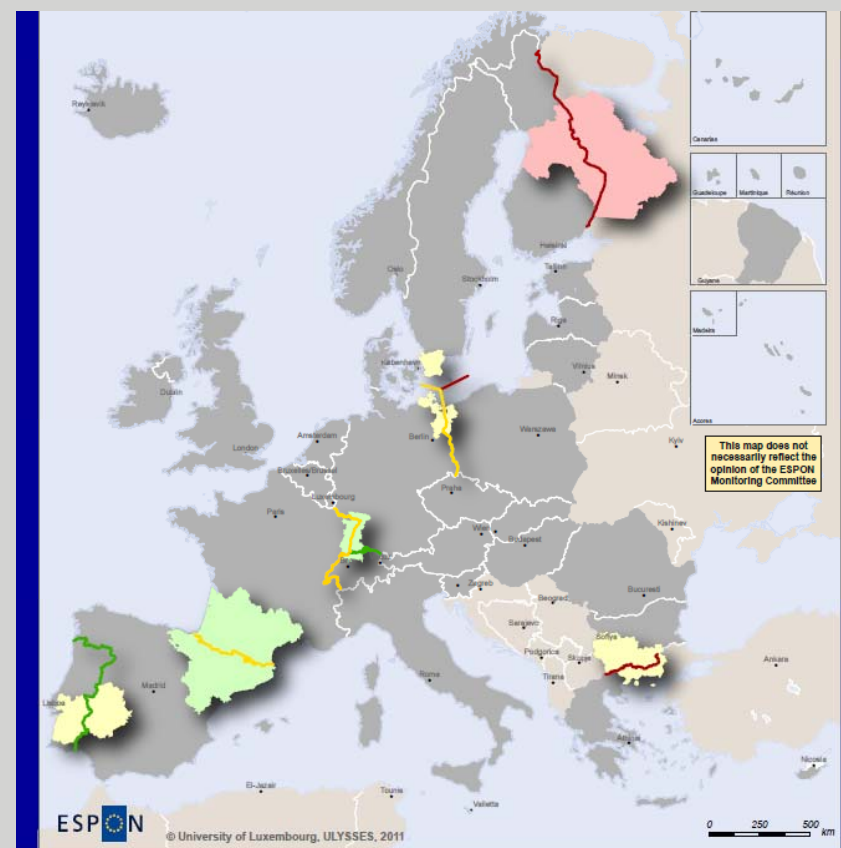 Canarias
Reykjavik
Guadeloupe
Martinique
Réunion
Helsinki
Tallinn
Oslo
Stockholm
Guyane
Riga
Madeira
København
Vilnius
Minsk
Dublin
Açores
Amsterdam
Berlin
Warszawa
London
Kyiv
This map does not
necessarily reflect the
opinion of the ESPON
Monitoring Committee
Bruxelles/Brussel
Luxembourg
Praha
Paris
Kishinev
Wien
Budapest
Zagreb
Bucuresti
Beograd
Sarajevo
Sofiya
Podgorica
Skopje
Ankara
Roma
Tirana
Madrid
Lisboa
Athina
Nicosia
El-Jazair
Tounis
Valletta
ESPON
© University of Luxembourg, ULYSSES, 2011
0 250 500
km